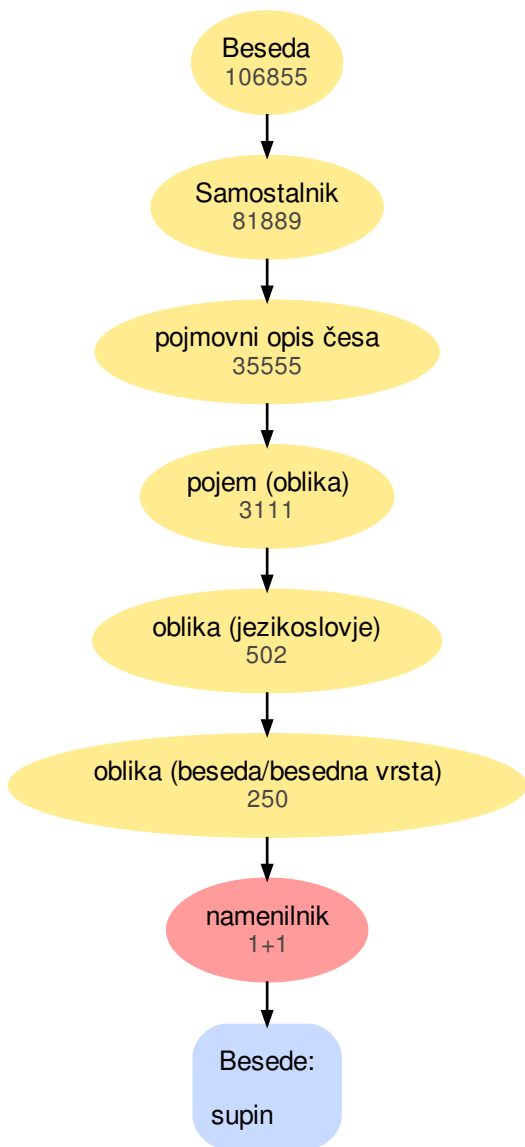 Beseda
106855
Samostalnik
81889
pojmovni opis česa
35555
pojem (oblika)
3111
oblika (jezikoslovje)
502
oblika (beseda/besedna vrsta)
250
namenilnik
1+1
Besede:
supin